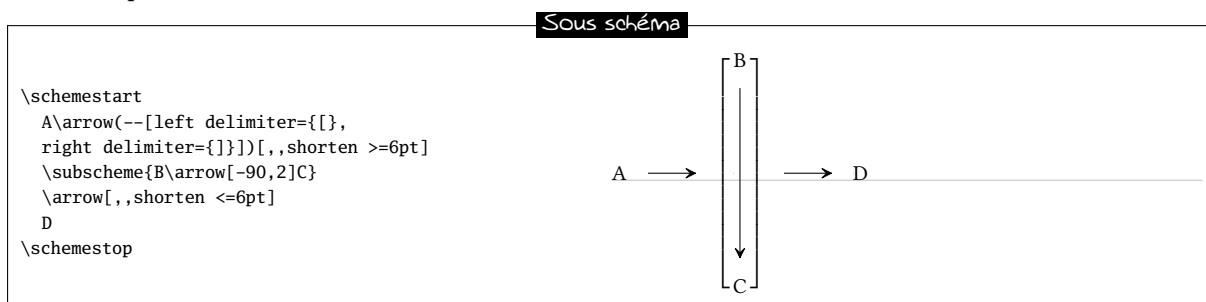 Sous schéma
\schemestart
A\arrow(--[left delimiter={[},
right delimiter={]}])[,,shorten >=6pt]
\subscheme{B\arrow[-90,2]C}
\arrow[,,shorten <=6pt]
D
\schemestop
B
A D
C